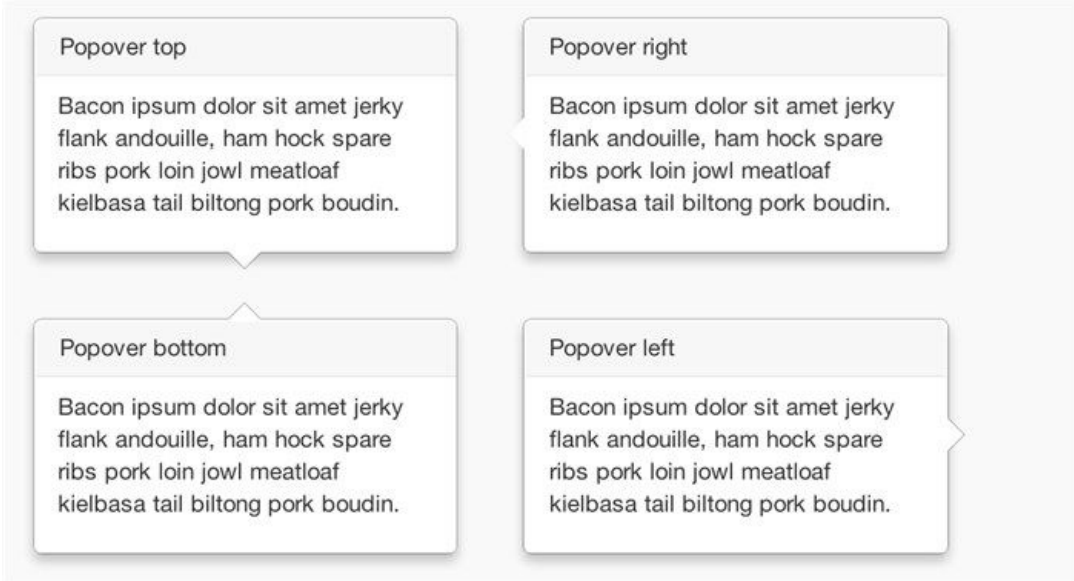 Popover top
Bacon ipsum dolor sit amet jerky
flank andouille, ham hock spare
ribs pork loin jowl meatloaf
kielbasa tail biltong pork boudin.
Popover right
Bacon ipsum dolor sit amet jerky
flank andouille, ham hock spare
ribs pork loin jowl meatloaf
kielbasa tail biltong pork boudin.
Popover bottom
Bacon ipsum dolor sit amet jerky
flank andouille, ham hock spare
ribs pork loin jowl meatloaf
kielbasa tail biltong pork boudin.
Popover left
Bacon ipsum dolor sit amet jerky
flank andouille, ham hock spare
ribs pork loin jowl meatloaf
kielbasa tail biltong pork boudin.